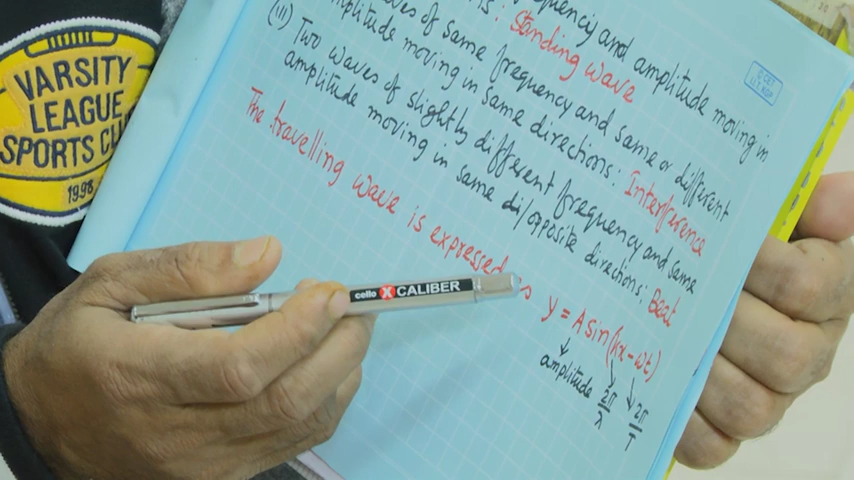 frequency and amplitude moving in
: Standing wave
waves of same frequency and same or different
amplitude moving in same directions: Interference
(iii) Two waves of slightly different frequency and same
amplitude moving in same dir/opposite directions: Beat
The travelling wave is expressed as y = A sin(kx-ωt)
amplitude 2π/λ 2π/T
VARSITY
LEAGUE
SPORTS
1998
cello X CALIBER